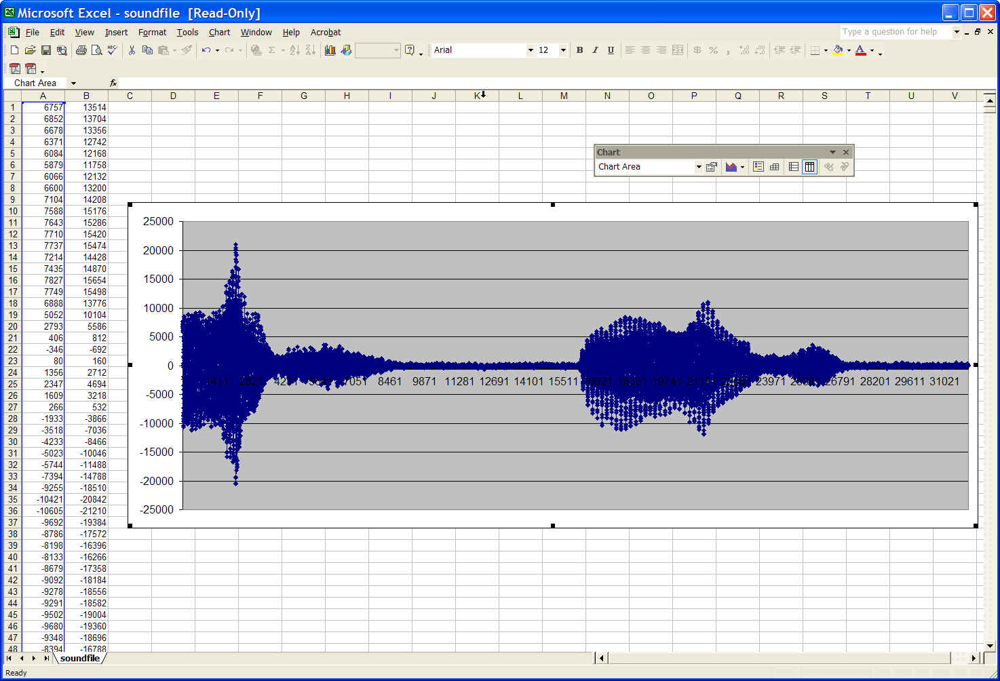 Microsoft Excel - soundfile [Read-Only]
File Edit View Insert Format Tools Chart Window Help Acrobat Type a question for help
Arial 12 B I U $ % ,
Chart Area fx
A B C D E F G H I J K L M N O P Q R S T U V
1 6757 13514
2 6852 13704
3 6678 13356
4 6371 12742
5 6084 12168
6 5879 11758
7 6066 12132
8 6600 13200
9 7104 14208
10 7588 15176
11 7643 15286
12 7710 15420
13 7737 15474
14 7214 14428
15 7435 14870
16 7827 15654
17 7749 15498
18 6888 13776
19 5052 10104
20 2793 5586
21 406 812
22 -346 -692
23 80 160
24 1356 2712
25 2347 4694
26 1609 3218
27 266 532
28 -1933 -3866
29 -3518 -7036
30 -4233 -8466
31 -5023 -10046
32 -5744 -11488
33 -7394 -14788
34 -9255 -18510
35 -10421 -20842
36 -10605 -21210
37 -9692 -19384
38 -8786 -17572
39 -8198 -16396
40 -8133 -16266
41 -8679 -17358
42 -9092 -18184
43 -9278 -18556
44 -9291 -18582
45 -9502 -19004
46 -9680 -19360
47 -9348 -18696
48 -8394 -16788
Chart
Chart Area
25000
20000
15000
10000
5000
0
-5000
-10000
-15000
-20000
-25000
1411 2821 7051 8461 9871 11281 12691 14101 15511 16921 18331 19741 21151 23971 26791 28201 29611 31021
soundfile
Ready